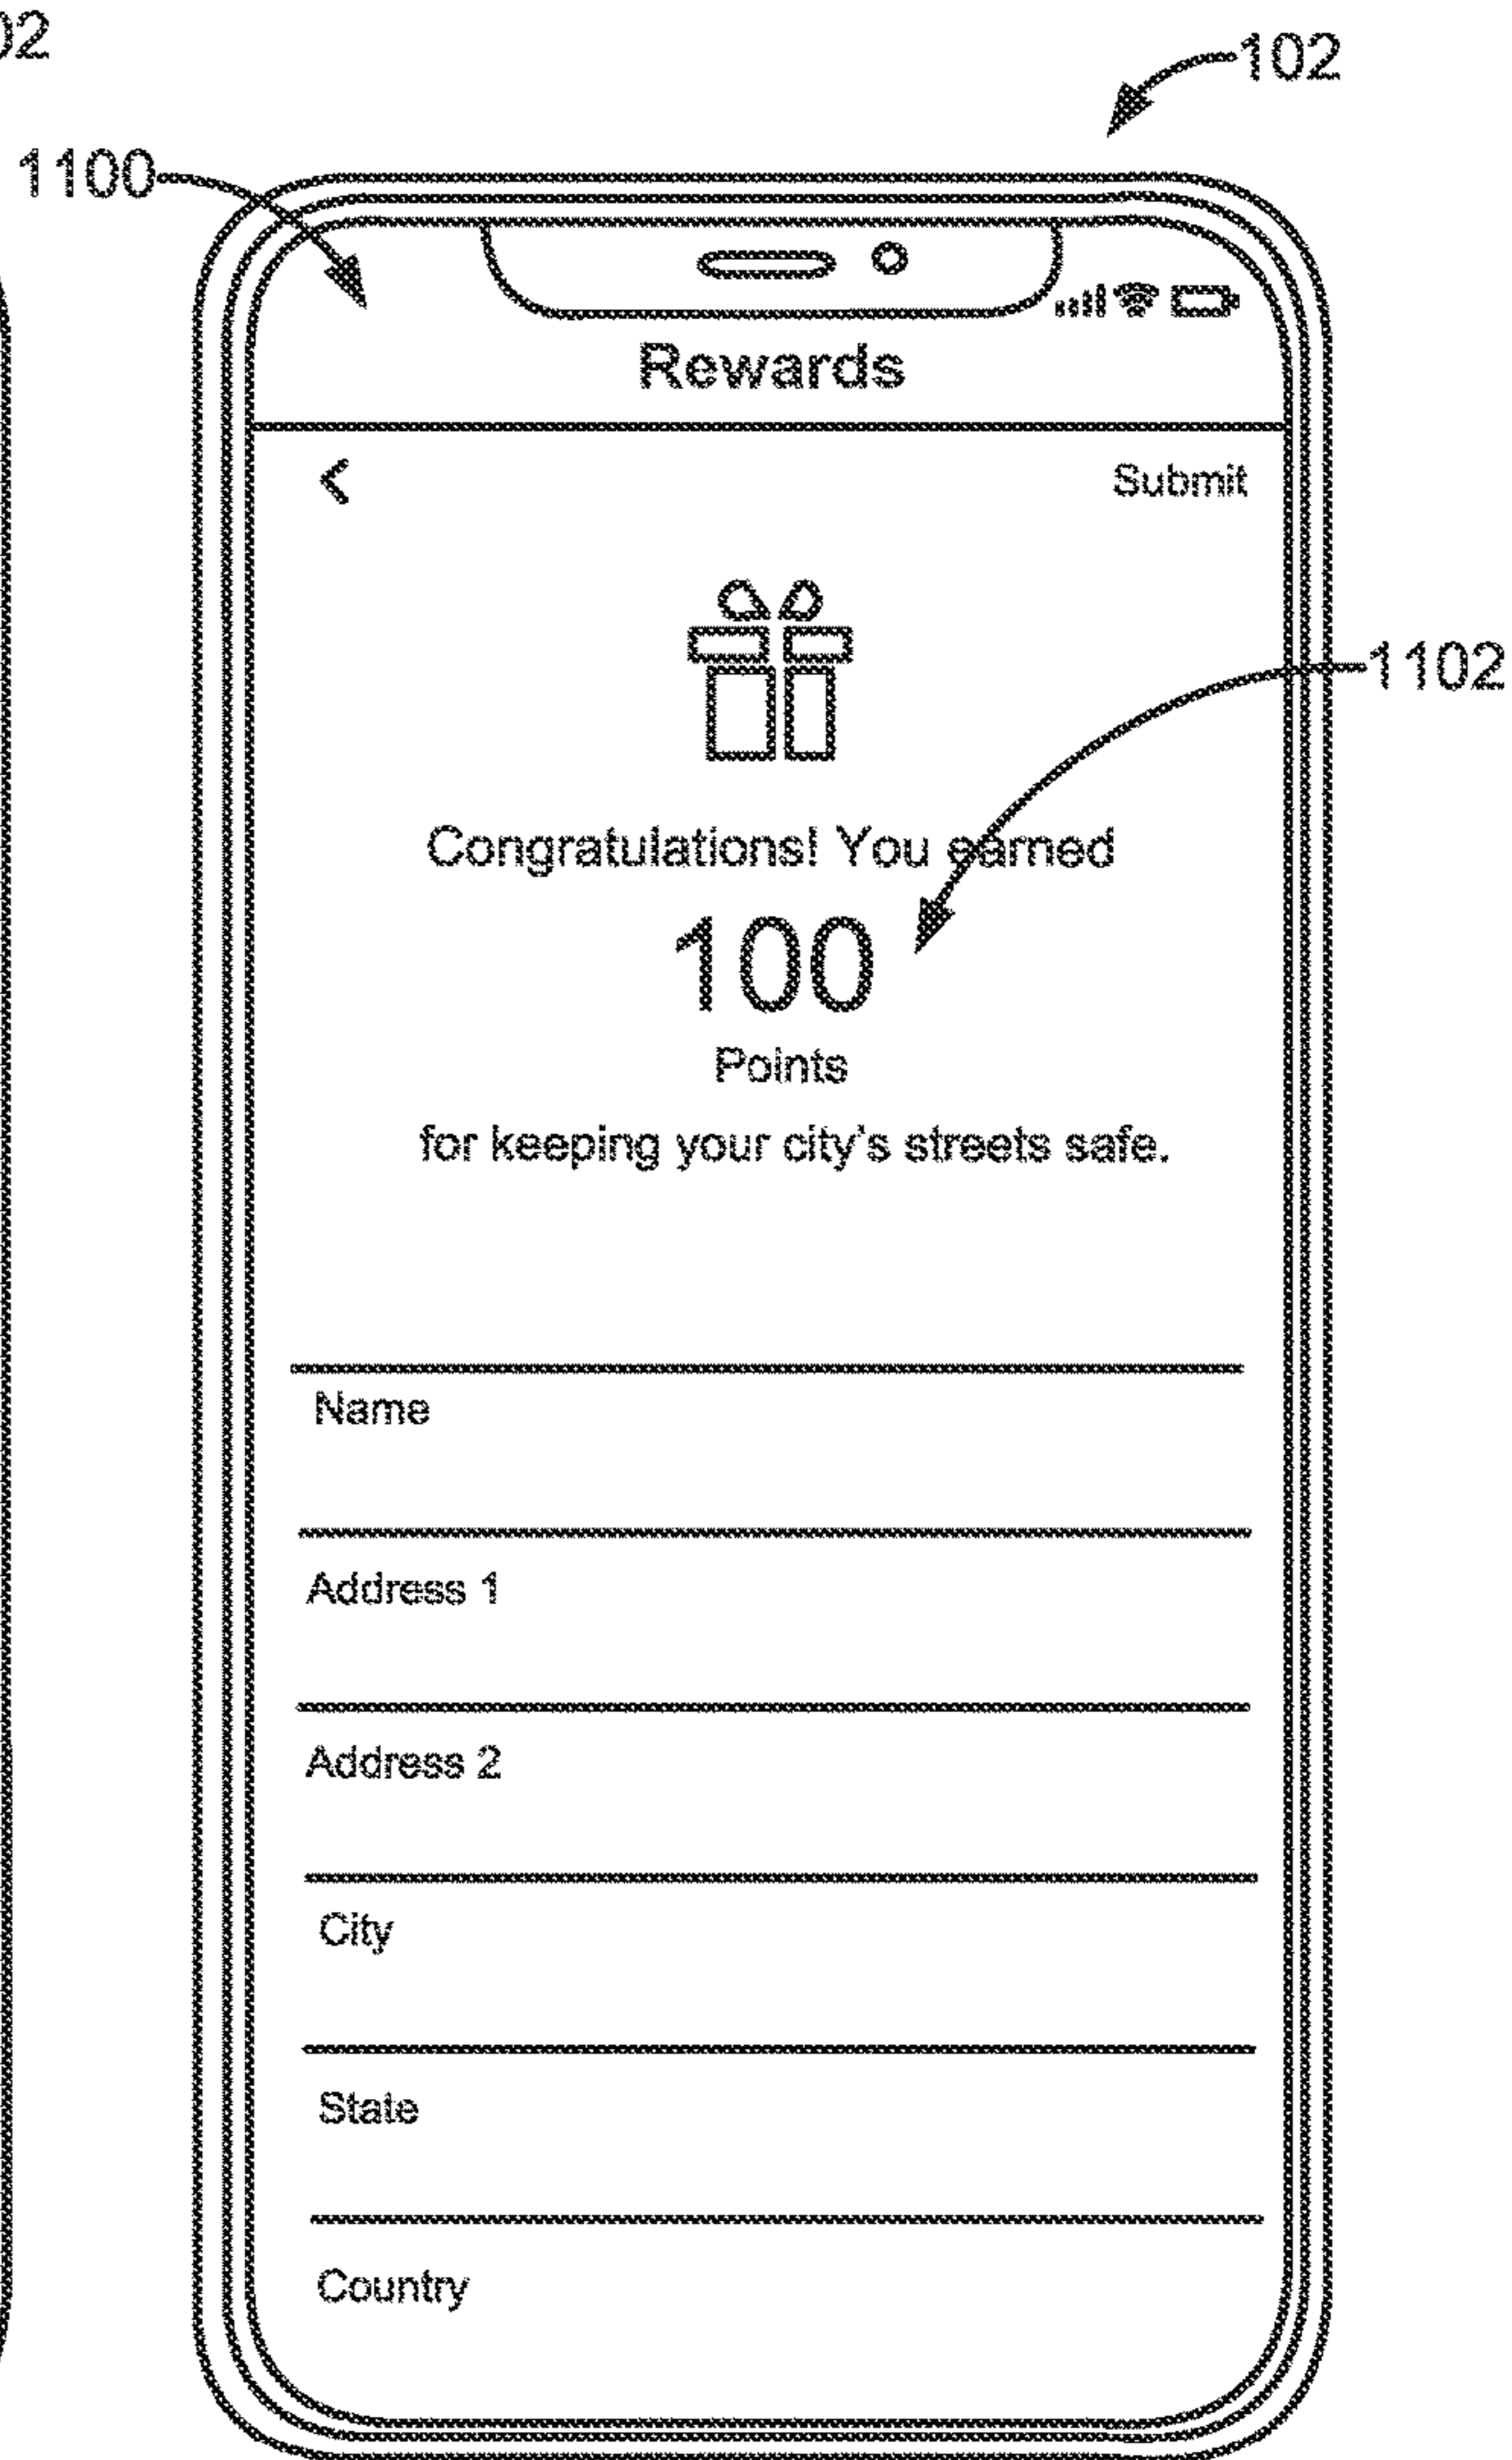 102
1100
Rewards
Submit
1102
Congratulations! You earned
100
Points
for keeping your city's streets safe.
Name
Address 1
Address 2
City
State
Country